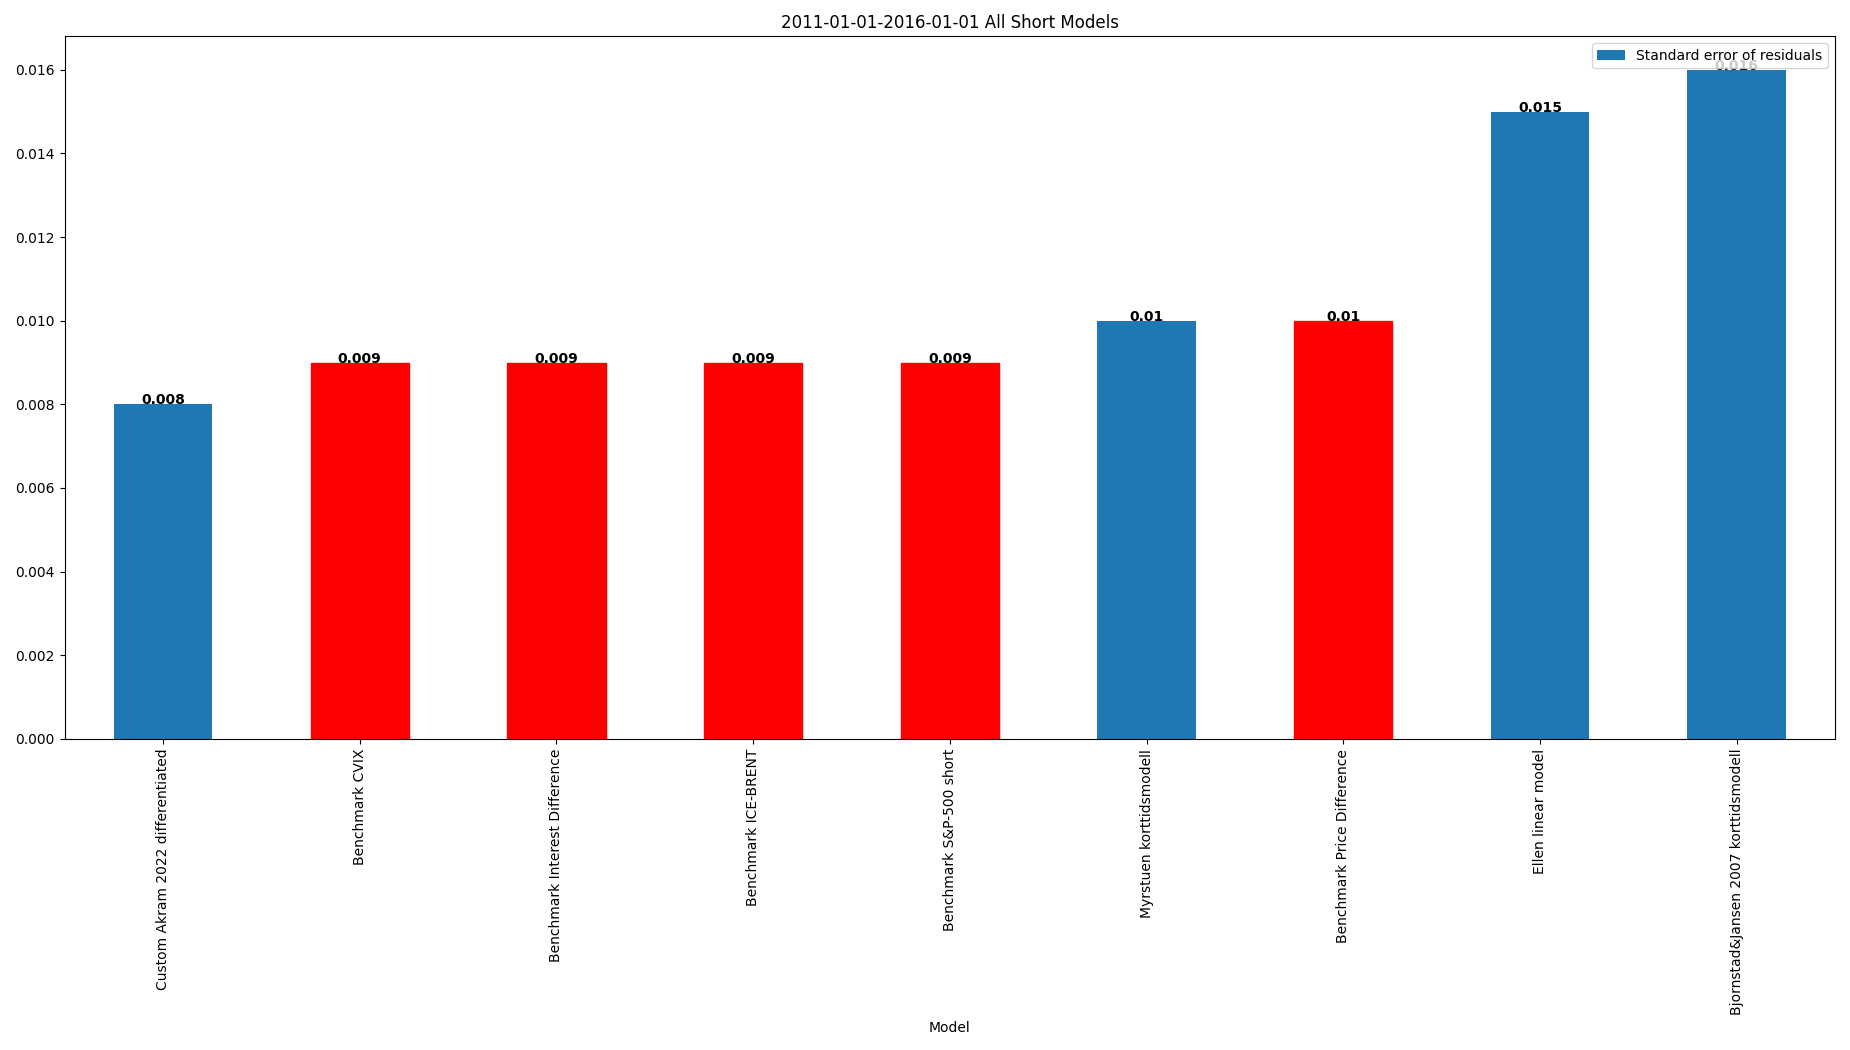 2011-01-01-2016-01-01 All Short Models
Standard error of residuals
0.016
0.014
0.012
0.010
0.008
0.006
0.004
0.002
0.000
0.008
0.009
0.009
0.009
0.009
0.01
0.01
0.015
0.016
Custom Akram 2022 differentiated
Benchmark CVIX
Benchmark Interest Difference
Benchmark ICE-BRENT
Benchmark S&P-500 short
Myrstuen korttidsmodell
Benchmark Price Difference
Ellen linear model
Bjornstad&Jansen 2007 korttidsmodell
Model